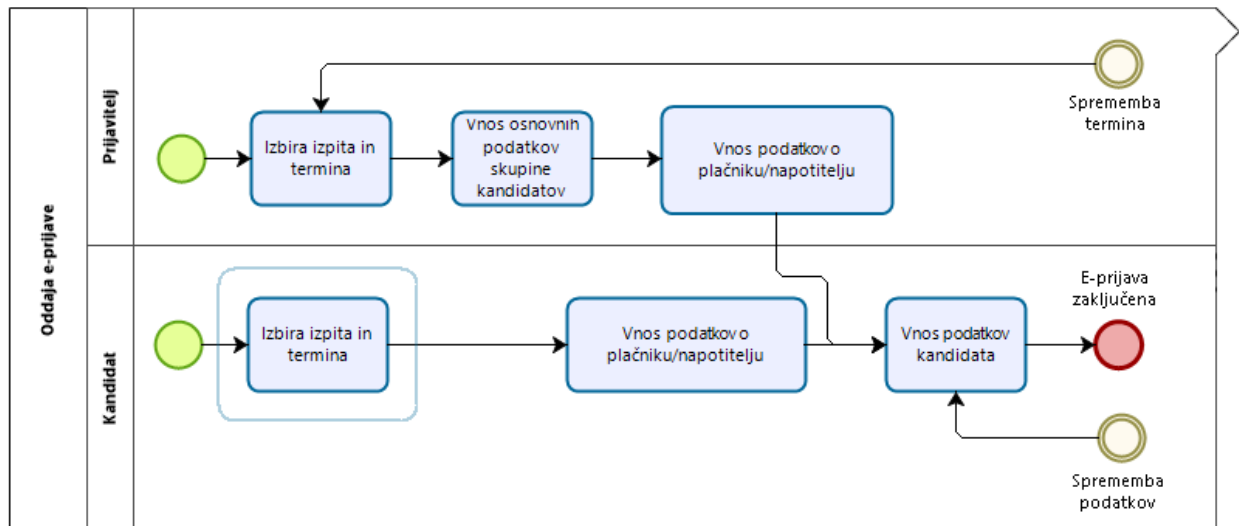 Oddaja e-prijave
Prijavitelj
Sprememba
termina
Izbira izpita in
termina
Vnos osnovnih
podatkov
skupine
kandidatov
Vnos podatkov o
plačniku/napotitelju
Kandidat
Izbira izpita in
termina
Vnos podatkov o
plačniku/napotitelju
Vnos podatkov
kandidata
E-prijava
zaključena
Sprememba
podatkov